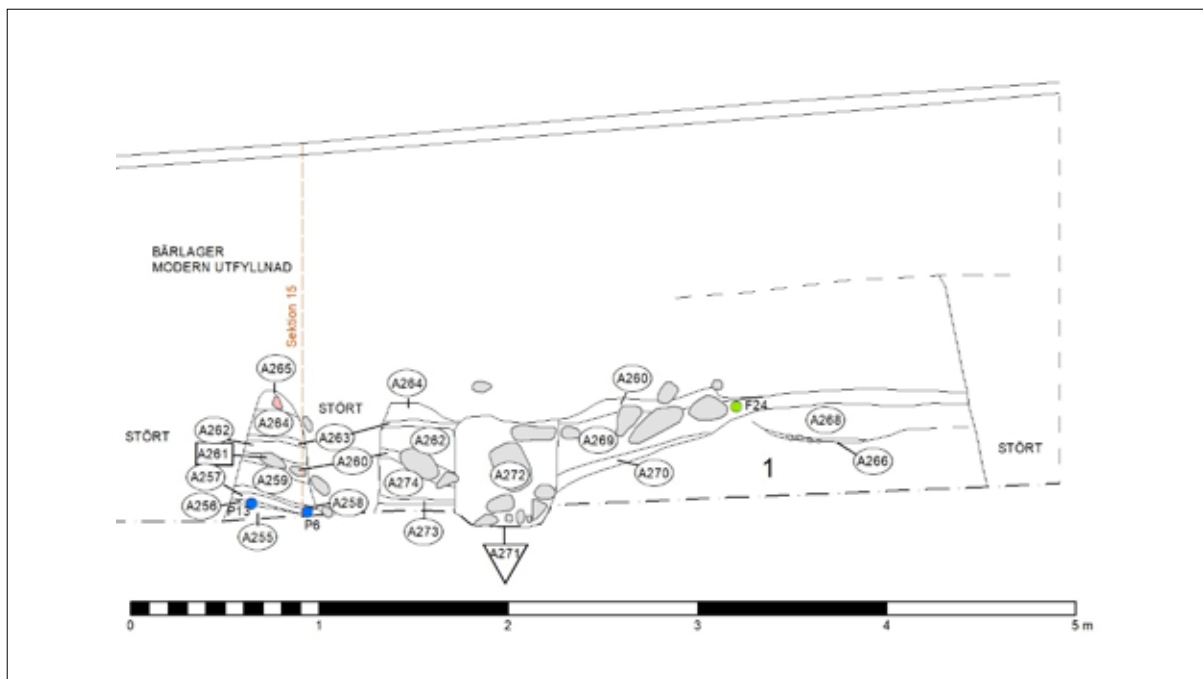 BÄRLAGER
MODERN UTFYLLNAD
Sektion 15
A265
A264
A260
STÖRT
A264
F24
STÖRT
A262
A263
A262
A269
A268
A261
A260
A272
A270
A266
STÖRT
A257
A259
A274
1
A256
P13
A258
A255
P6
A273
A271
0
1
2
3
4
5 m